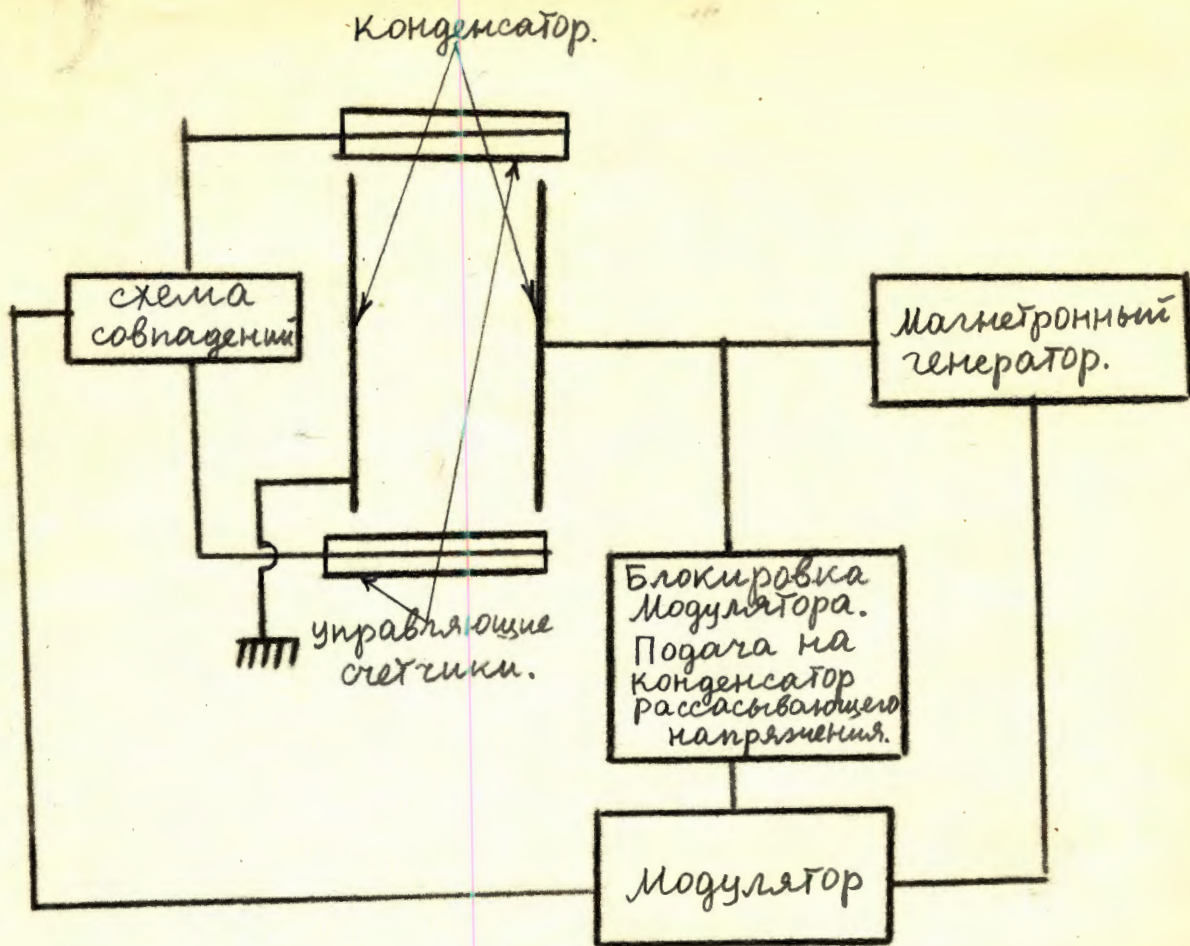 Конденсатор.
схема
совпадений
Магнетронный
генератор.
Блокировка
Модулятора.
Подача на
конденсатор
рассасывающего
напряжения.
управляющие
счетчики.
Модулятор